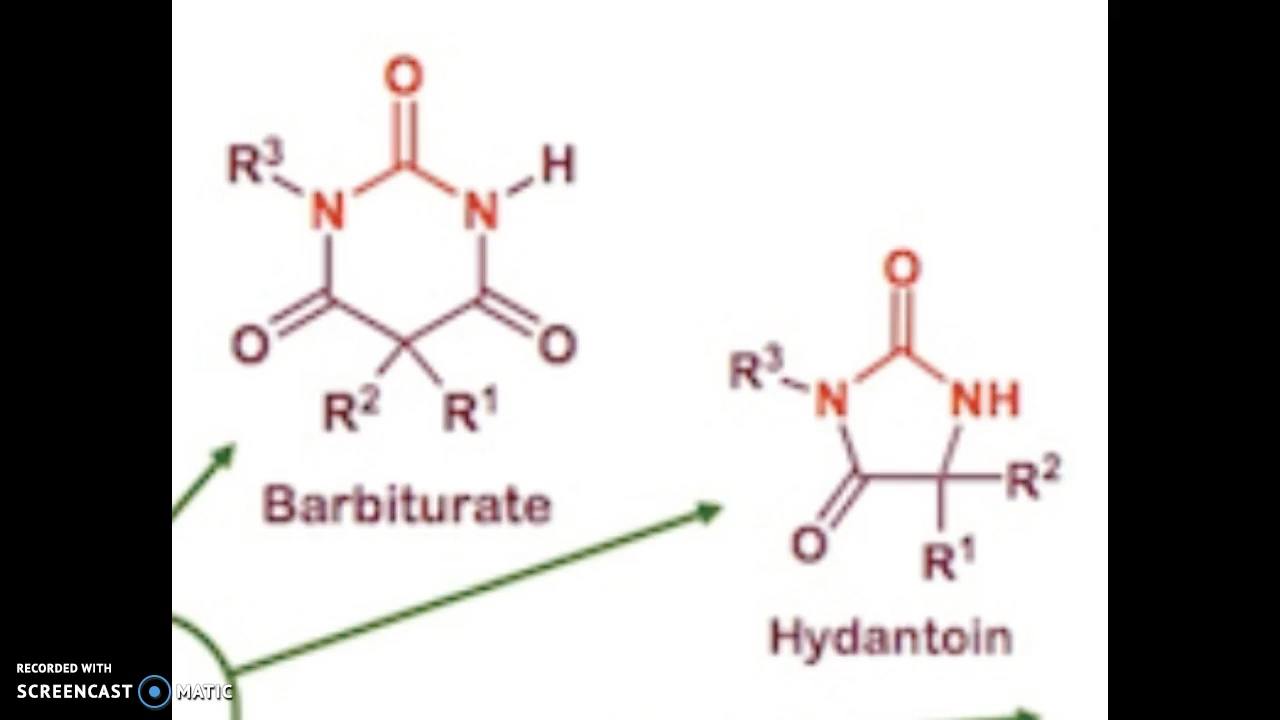 O
R³ N N H
O O
R² R¹
Barbiturate
O
R³ N NH
R²
O R¹
Hydantoin
RECORDED WITH
SCREENCAST MATIC